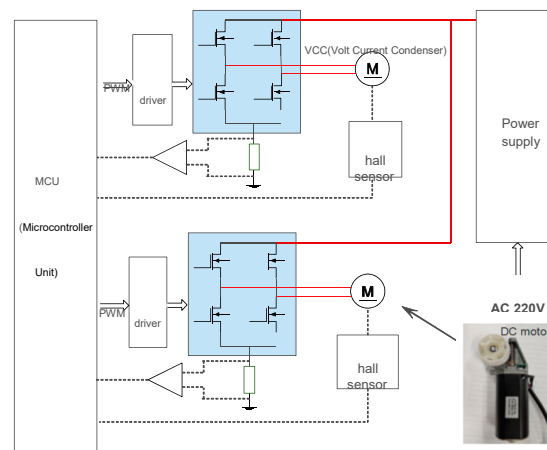 VCC(Volt Current Condenser)
M
PWM
driver
Power
supply
hall
sensor
MCU
(Microcontroller
Unit)
M
PWM
driver
AC 220V
DC moto
hall
sensor